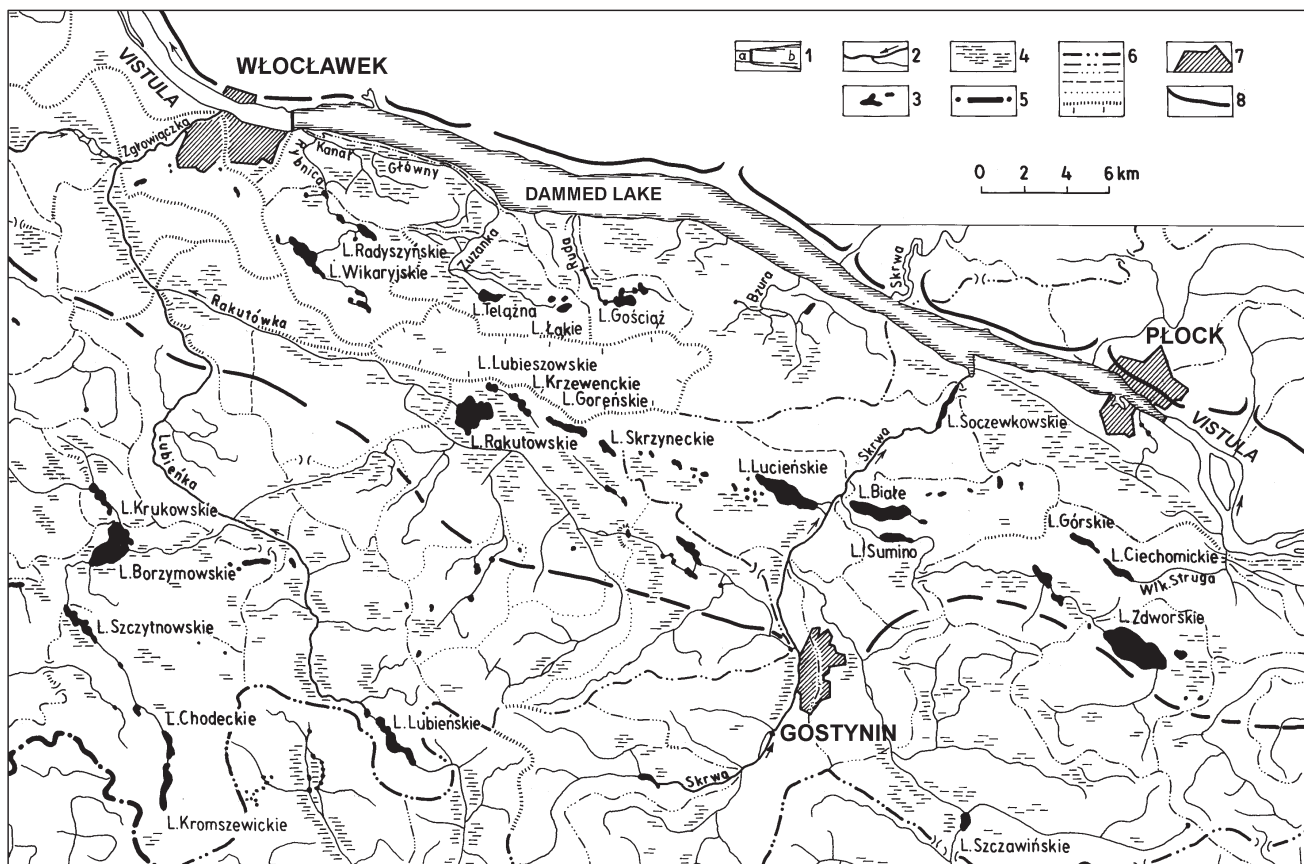 WŁOCŁAWEK
VISTULA
Zgłowiączka
Rybnica
Kanał
Główny
DAMMED LAKE
1
2
3
4
5
6
7
8
a
b
0 2 4 6 km
L.Radyszyńskie
L.Wikaryjskie
Zuzanka
Ruda
L.Telążna
L.Łąkie
L.Gościąż
Bzura
Skrwa
PŁOCK
VISTULA
Rakutówka
L.Lubieszowskie
L.Krzewenckie
L.Goreńskie
L.Rakutowskie
L.Skrzyneckie
L.Lucieńskie
Skrwa
L.Soczewkowskie
L.Białe
L.Sumino
L.Górskie
L.Ciechomickie
Wlk.Struga
L.Zdworskie
Lubieńka
L.Krukowskie
L.Borzymowskie
L.Szczytnowskie
L.Chodeckie
L.Lubieńskie
L.Kromszewickie
GOSTYNIN
Skrwa
L.Szczawińskie